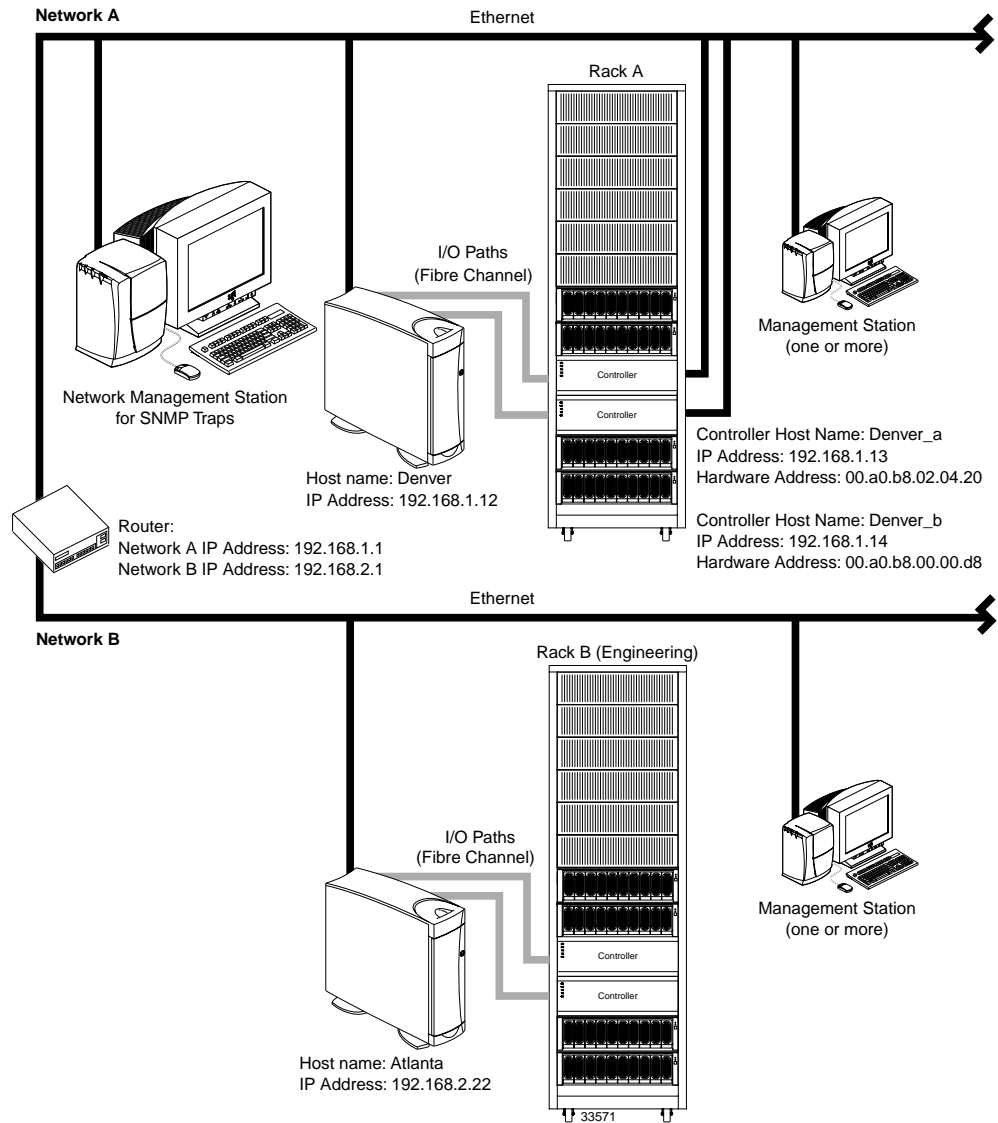 Network A
Ethernet
Rack A
I/O Paths
(Fibre Channel)
Controller
Controller
Management Station
(one or more)
Network Management Station
for SNMP Traps
Host name: Denver
IP Address: 192.168.1.12
Controller Host Name: Denver_a
IP Address: 192.168.1.13
Hardware Address: 00.a0.b8.02.04.20
Controller Host Name: Denver_b
IP Address: 192.168.1.14
Hardware Address: 00.a0.b8.00.00.d8
Router:
Network A IP Address: 192.168.1.1
Network B IP Address: 192.168.2.1
Ethernet
Network B
Rack B (Engineering)
I/O Paths
(Fibre Channel)
Controller
Controller
Management Station
(one or more)
Host name: Atlanta
IP Address: 192.168.2.22
33571